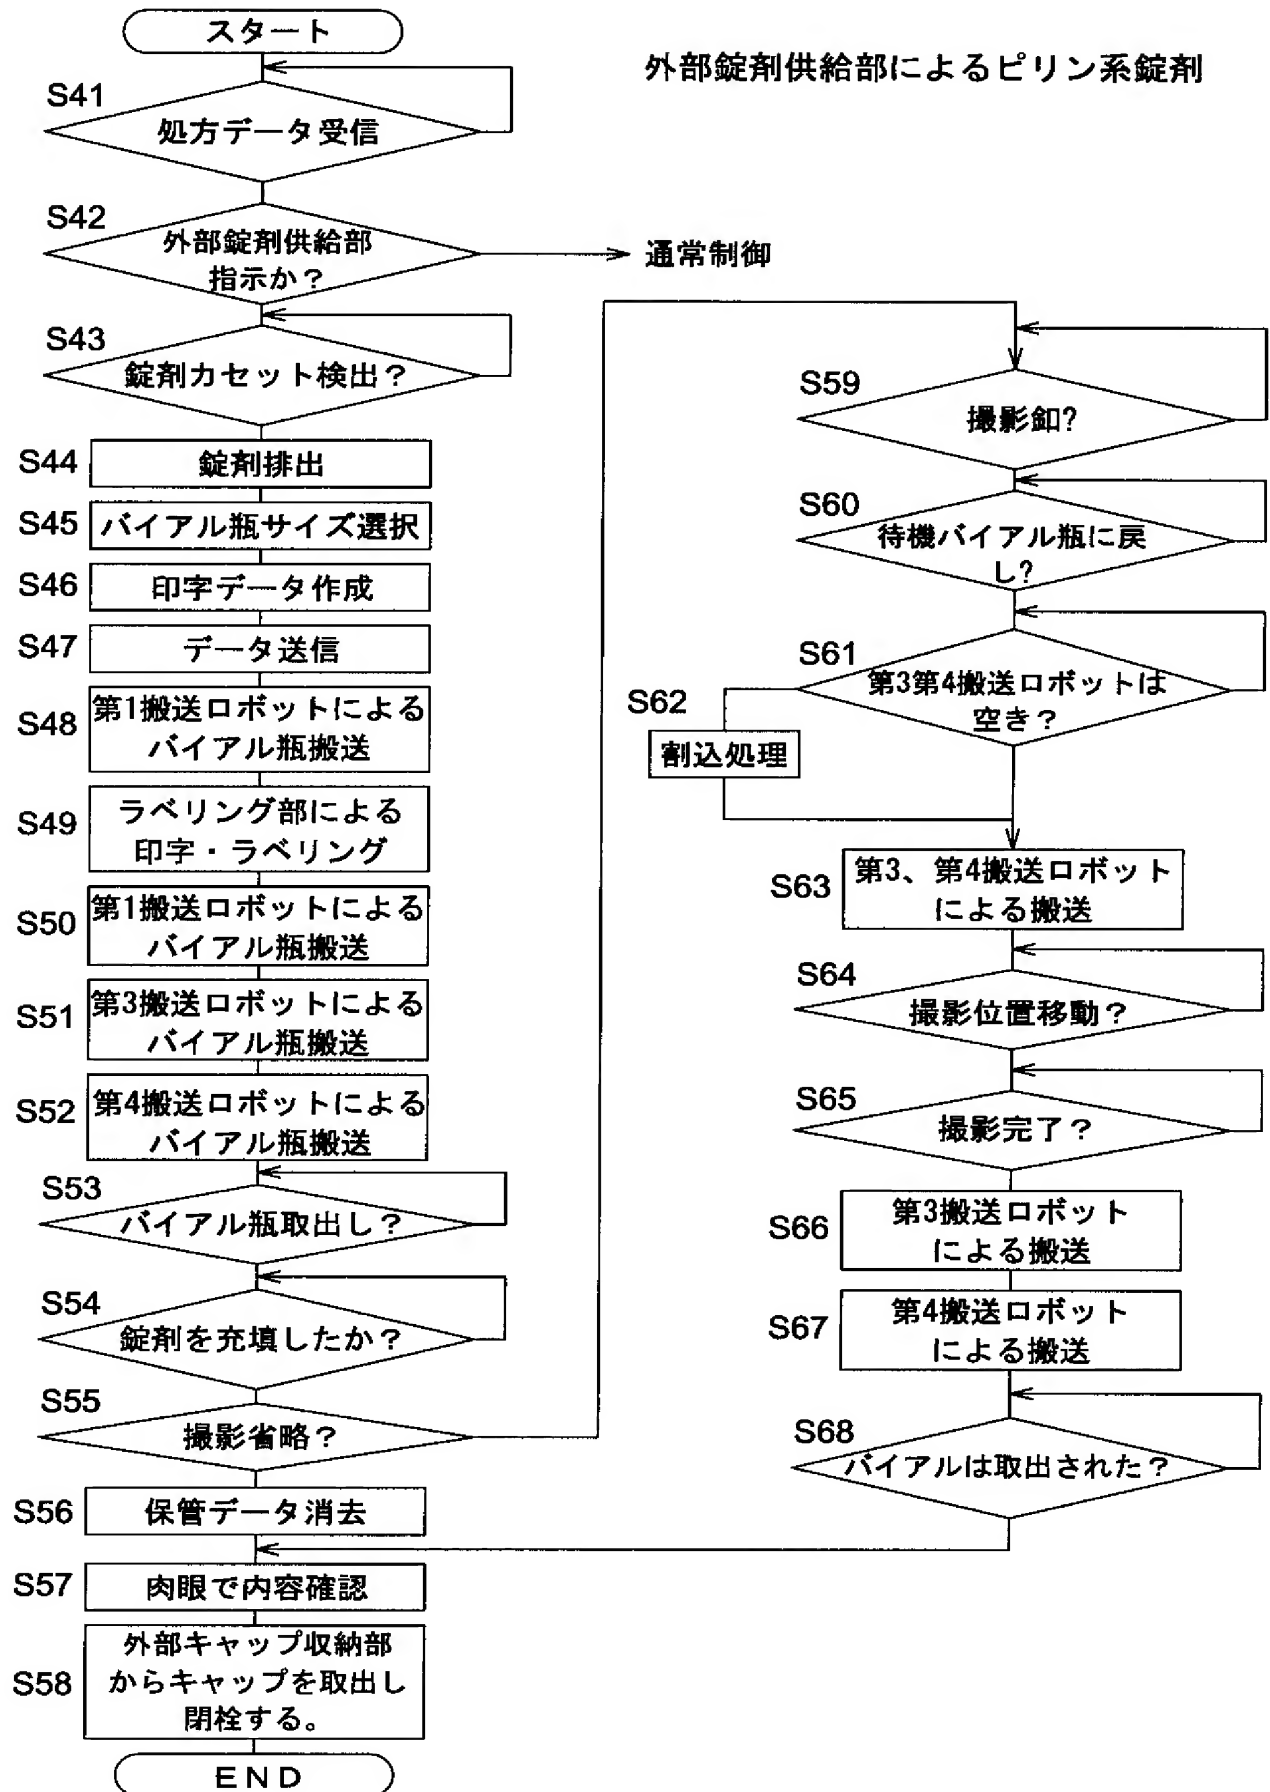 スタート
外部錠剤供給部によるピリン系錠剤
S41
処方データ受信
S42
外部錠剤供給部
指示か？
通常制御
S43
錠剤カセット検出？
S44
錠剤排出
S45
バイアル瓶サイズ選択
S46
印字データ作成
S47
データ送信
S48
第1搬送ロボットによる
バイアル瓶搬送
S49
ラベリング部による
印字・ラベリング
S50
第1搬送ロボットによる
バイアル瓶搬送
S51
第3搬送ロボットによる
バイアル瓶搬送
S52
第4搬送ロボットによる
バイアル瓶搬送
S53
バイアル瓶取出し？
S54
錠剤を充填したか？
S55
撮影省略？
S56
保管データ消去
S57
肉眼で内容確認
S58
外部キャップ収納部
からキャップを取出し
閉栓する。
END
S59
撮影釦?
S60
待機バイアル瓶に戻
し?
S61
第3第4搬送ロボットは
空き？
S62
割込処理
S63
第3、第4搬送ロボット
による搬送
S64
撮影位置移動？
S65
撮影完了？
S66
第3搬送ロボット
による搬送
S67
第4搬送ロボット
による搬送
S68
バイアルは取出された？